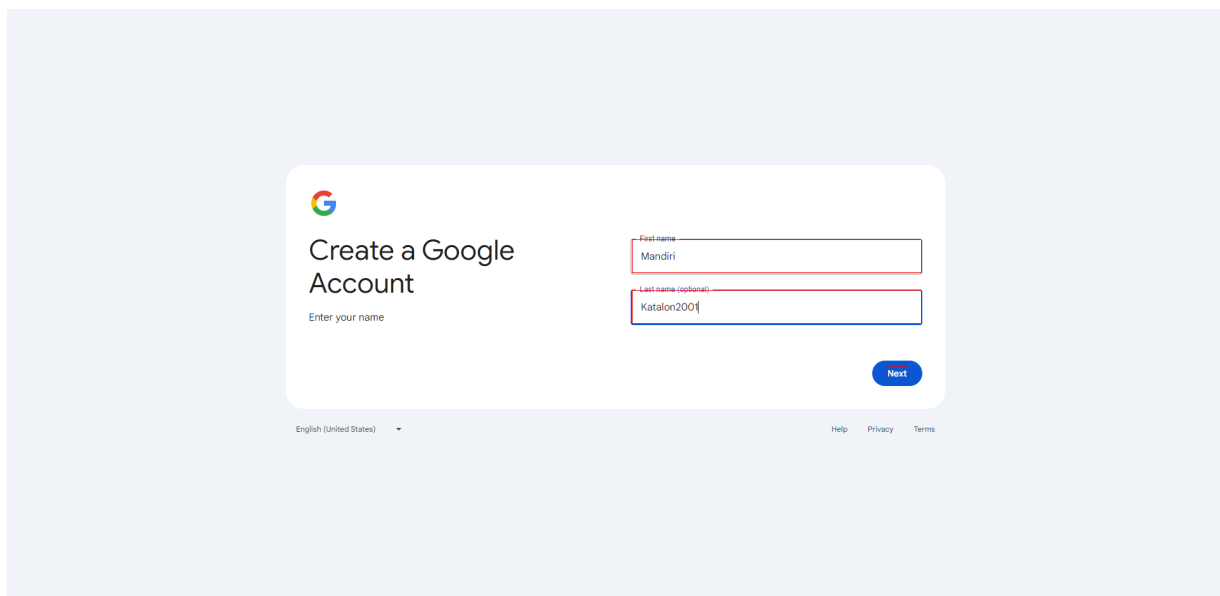 Create a Google
Account
Enter your name
First name
Mandiri
Last name (optional)
Katalon2001
Next
English (United States)
Help Privacy Terms